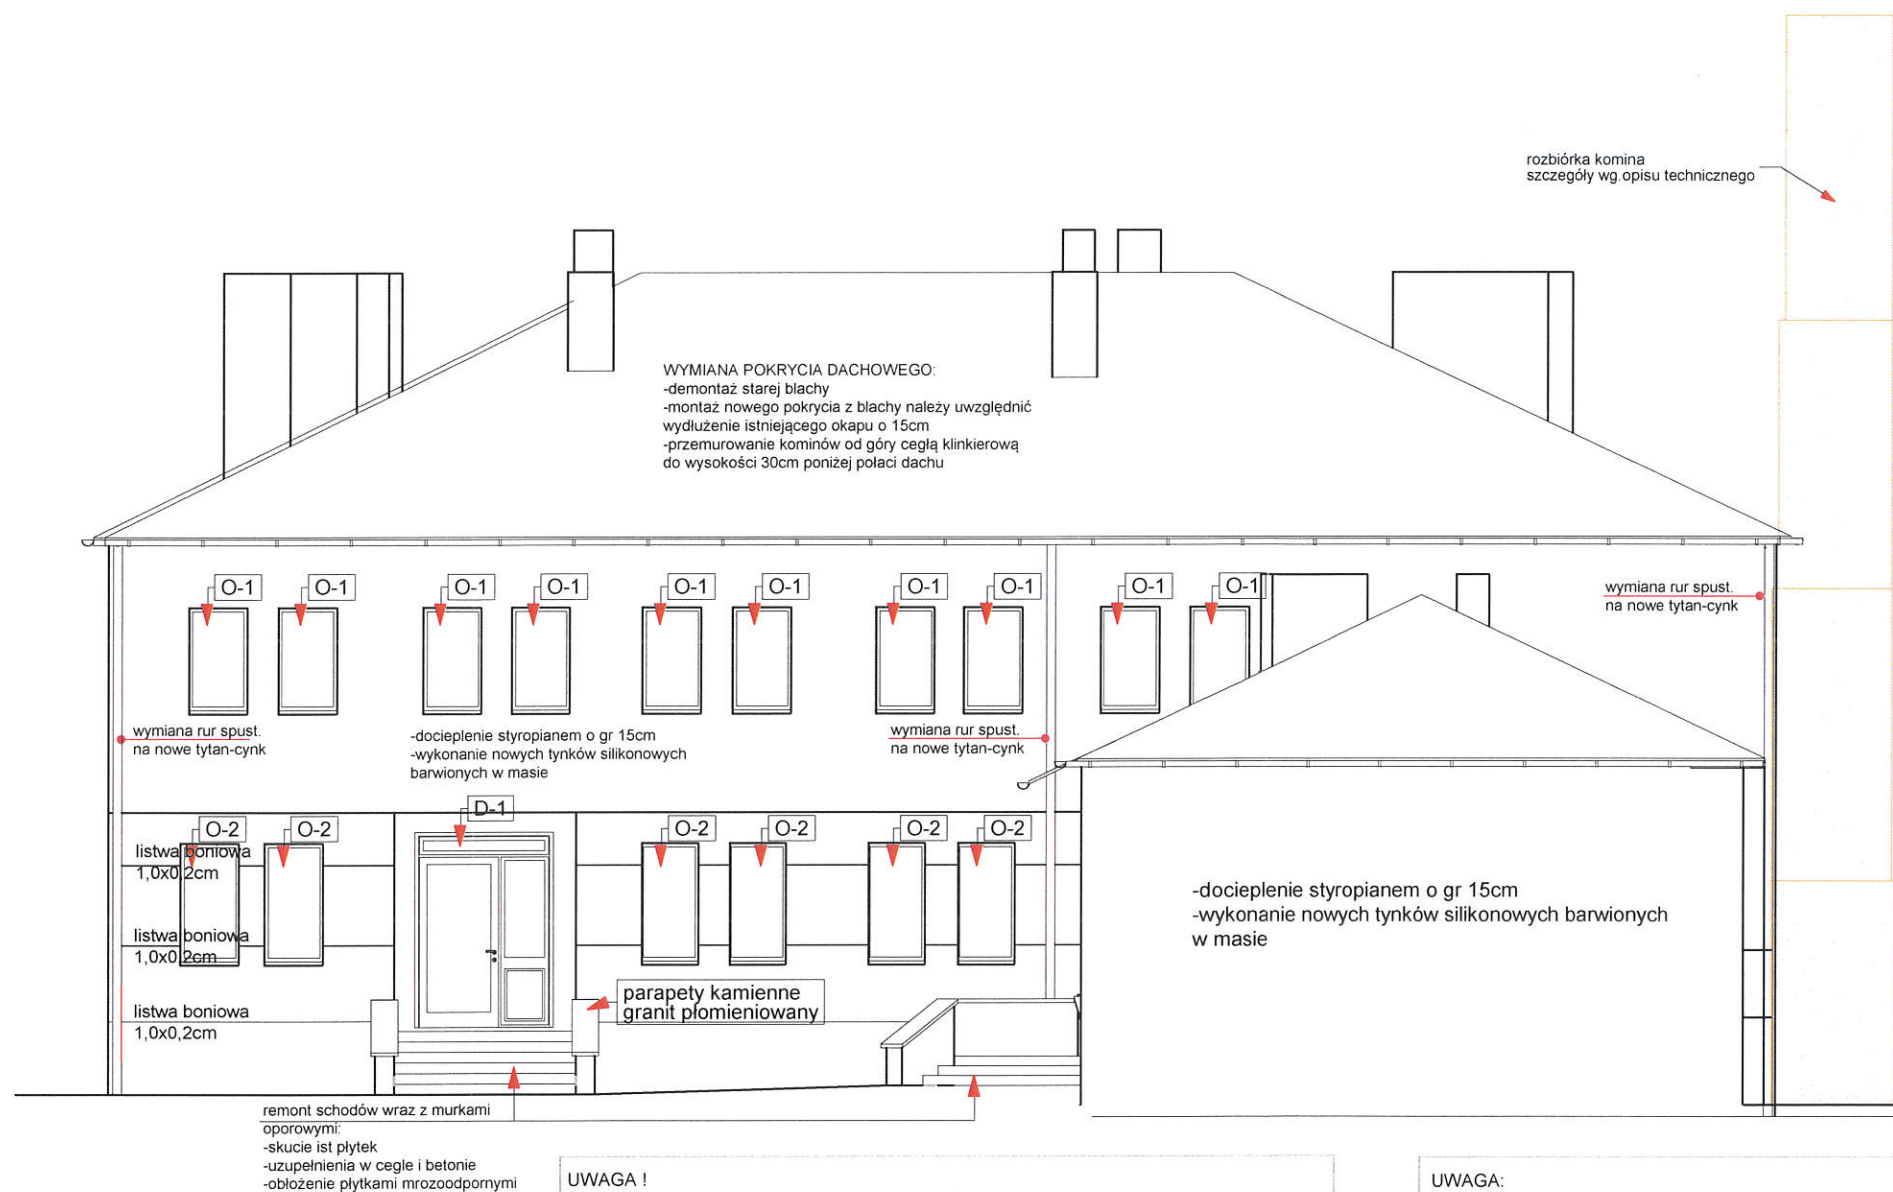 rozbiórka komina
szczegóły wg.opisu technicznego
WYMIANA POKRYCIA DACHOWEGO:
-demontaż starej blachy
-montaż nowego pokrycia z blachy należy uwzględnić
wydłużenie istniejącego okapu o 15cm
-przemurowanie kominów od góry cegłą klinkierową
do wysokości 30cm poniżej połaci dachu
O-1
O-1
O-1
O-1
O-1
O-1
O-1
O-1
O-1
O-1
wymiana rur spust.
na nowe tytan-cynk
wymiana rur spust.
na nowe tytan-cynk
-docieplenie styropianem o gr 15cm
-wykonanie nowych tynków silikonowych
barwionych w masie
wymiana rur spust.
na nowe tytan-cynk
D-1
O-2
O-2
O-2
O-2
O-2
O-2
listwa boniowa
1,0x0,2cm
listwa boniowa
1,0x0,2cm
listwa boniowa
1,0x0,2cm
-docieplenie styropianem o gr 15cm
-wykonanie nowych tynków silikonowych barwionych
w masie
parapety kamienne
granit płomieniowany
remont schodów wraz z murkami
oporowymi:
-skucie ist płytek
-uzupełnienia w cegle i betonie
-obłożenie płytkami mrozoodpornymi
UWAGA !
UWAGA: